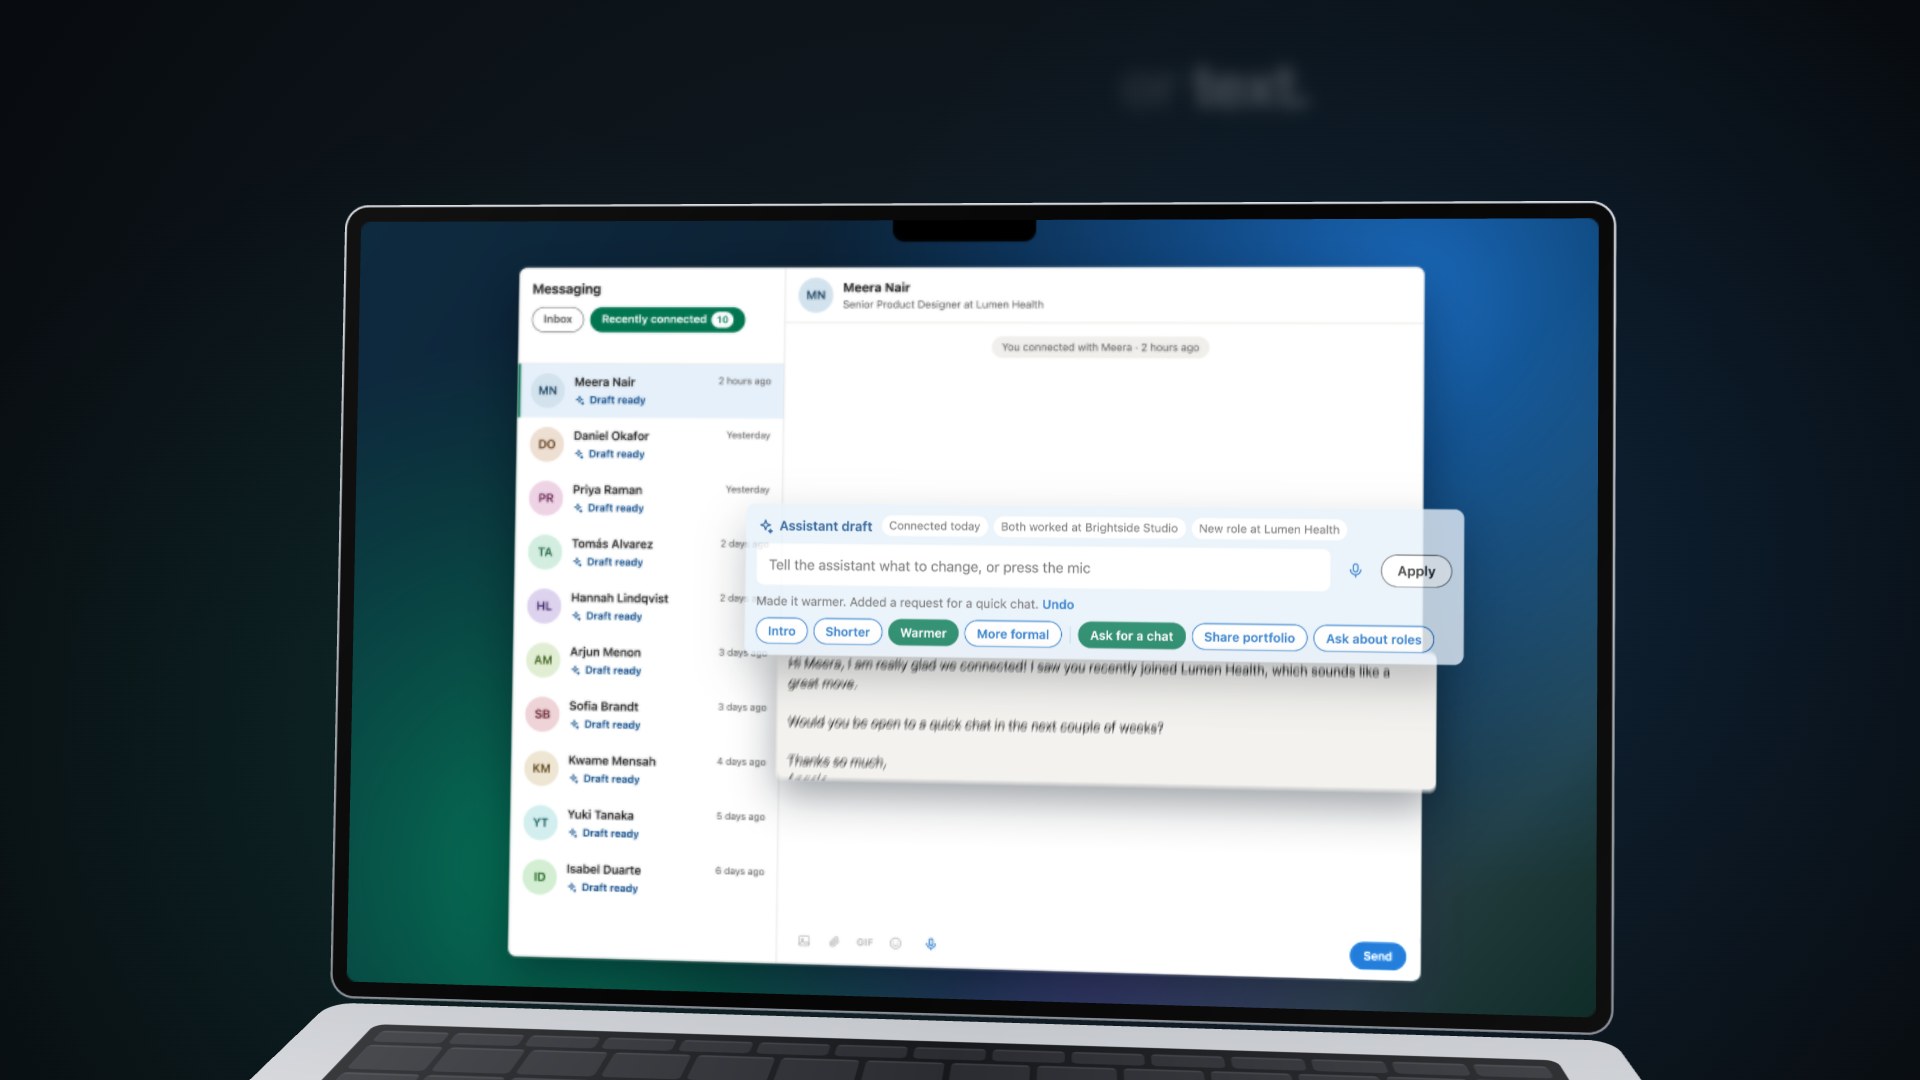 or text.
Messaging
Inbox
Recently connected 10
MN
Meera Nair
2 hours ago
Draft ready
DO
Daniel Okafor
Yesterday
Draft ready
PR
Priya Raman
Yesterday
Draft ready
TA
Tomás Alvarez
2 days ago
Draft ready
HL
Hannah Lindqvist
2 days
Draft ready
AM
Arjun Menon
3 days ago
Draft ready
SB
Sofia Brandt
3 days ago
Draft ready
KM
Kwame Mensah
4 days ago
Draft ready
YT
Yuki Tanaka
5 days ago
Draft ready
ID
Isabel Duarte
6 days ago
Draft ready
MN
Meera Nair
Senior Product Designer at Lumen Health
You connected with Meera · 2 hours ago
Assistant draft
Connected today
Both worked at Brightside Studio
New role at Lumen Health
Tell the assistant what to change, or press the mic
Apply
Made it warmer. Added a request for a quick chat. Undo
Intro
Shorter
Warmer
More formal
Ask for a chat
Share portfolio
Ask about roles
Hi Meera, I am really glad we connected! I saw you recently joined Lumen Health, which sounds like a
great move.
Would you be open to a quick chat in the next couple of weeks?
Thanks so much,
GIF
Send